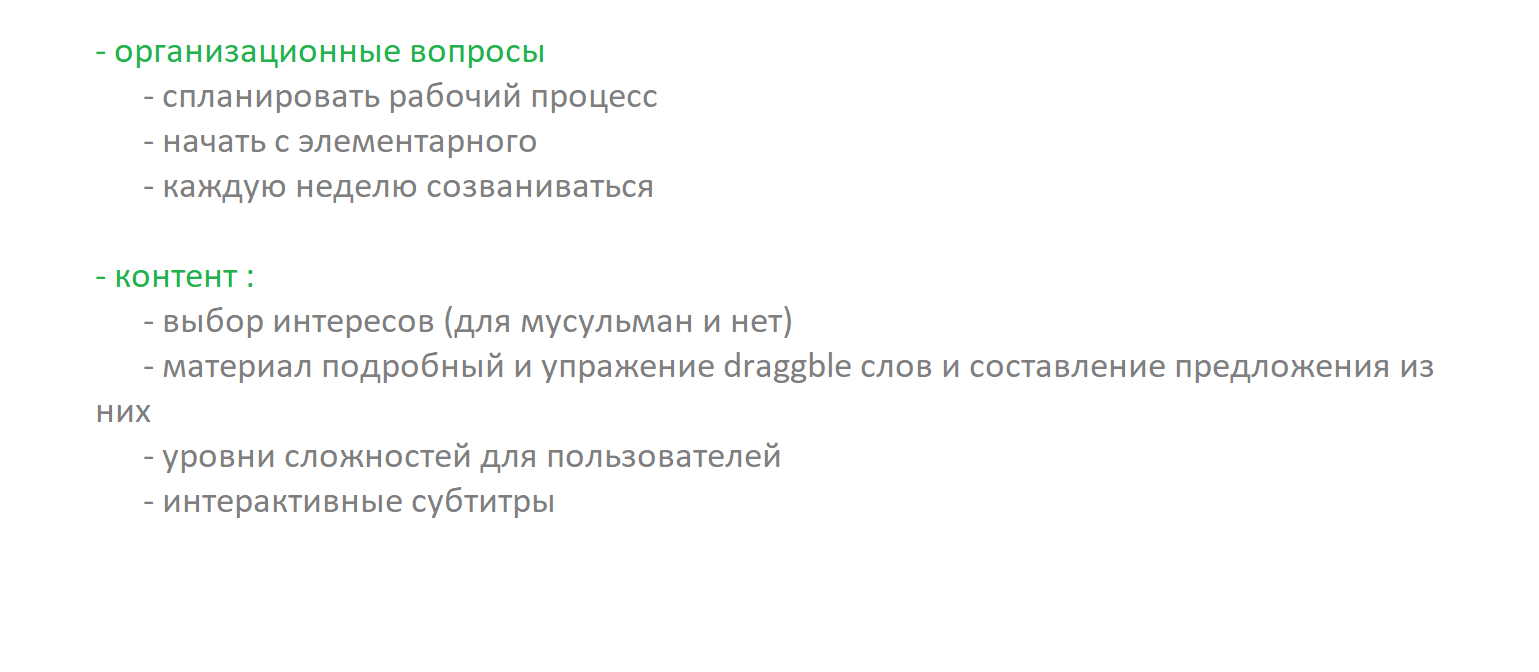 - организационные вопросы
- спланировать рабочий процесс
- начать с элементарного
- каждую неделю созваниваться
- контент :
- выбор интересов (для мусульман и нет)
- материал подробный и упражение draggble слов и составление предложения из
них
- уровни сложностей для пользователей
- интерактивные субтитры